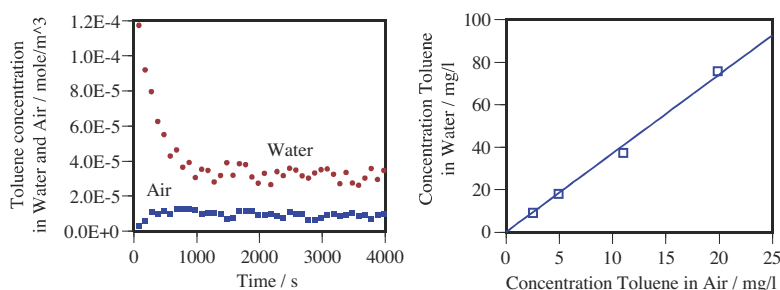 Toluene concentration
in Water and Air / mole/m^3
1.2E-4
1.0E-4
8.0E-5
6.0E-5
4.0E-5
2.0E-5
0.0E+0
Water
Air
0
1000
2000
3000
4000
Time / s
Concentration Toluene
in Water / mg/l
100
80
60
40
20
0
0
5
10
15
20
25
Concentration Toluene in Air / mg/l